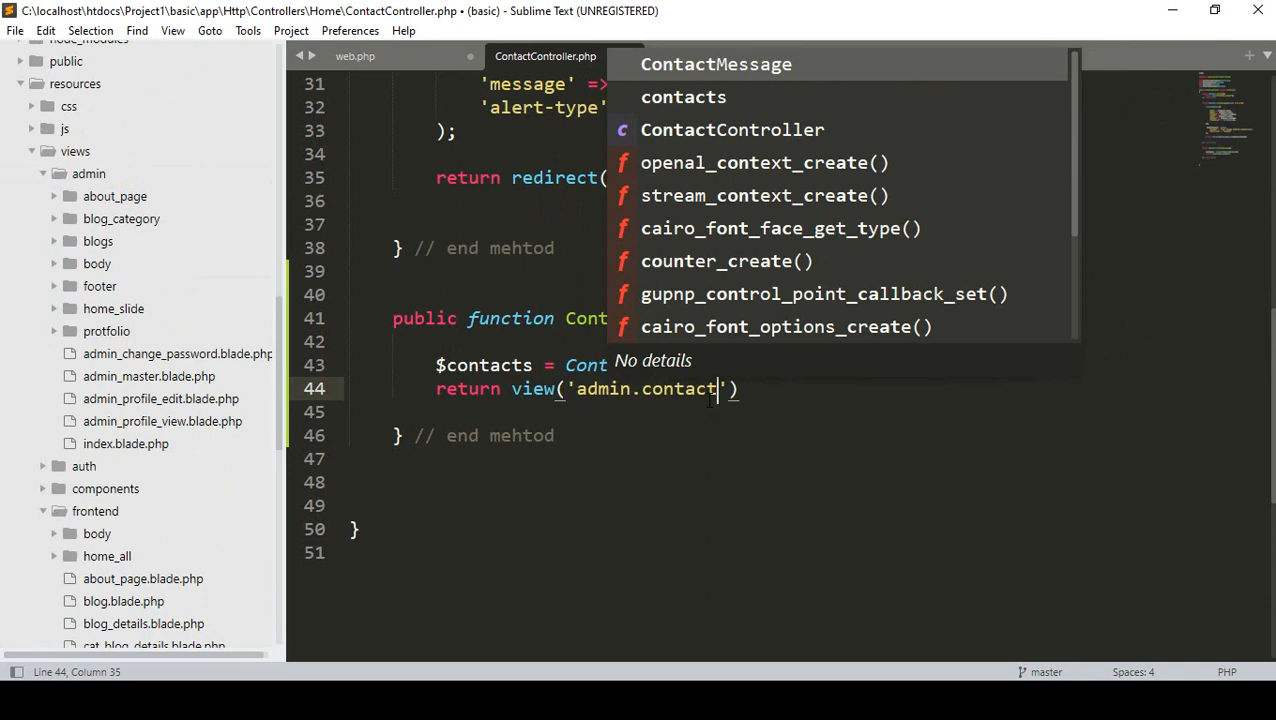 C:\localhost\htdocs\Project1\basic\app\Http\Controllers\Home\ContactController.php • (basic) - Sublime Text (UNREGISTERED)
File Edit Selection Find View Goto Tools Project Preferences Help
node_modules
public
resources
css
js
views
admin
about_page
blog_category
blogs
body
footer
home_slide
protfolio
admin_change_password.blade.php
admin_master.blade.php
admin_profile_edit.blade.php
admin_profile_view.blade.php
index.blade.php
auth
components
frontend
body
home_all
about_page.blade.php
blog.blade.php
blog_details.blade.php
cat_blog_details.blade.php
web.php ContactController.php
31 'message' =>
32 'alert-type'
33 );
34
35 return redirect(
36
37
38 } // end mehtod
39
40
41 public function Cont
42
43 $contacts = Cont
44 return view('admin.contact')
45
46 } // end mehtod
47
48
49
50 }
51
ContactMessage
contacts
c ContactController
f openal_context_create()
f stream_context_create()
f cairo_font_face_get_type()
f counter_create()
f gupnp_control_point_callback_set()
f cairo_font_options_create()
No details
Line 44, Column 35 master Spaces: 4 PHP